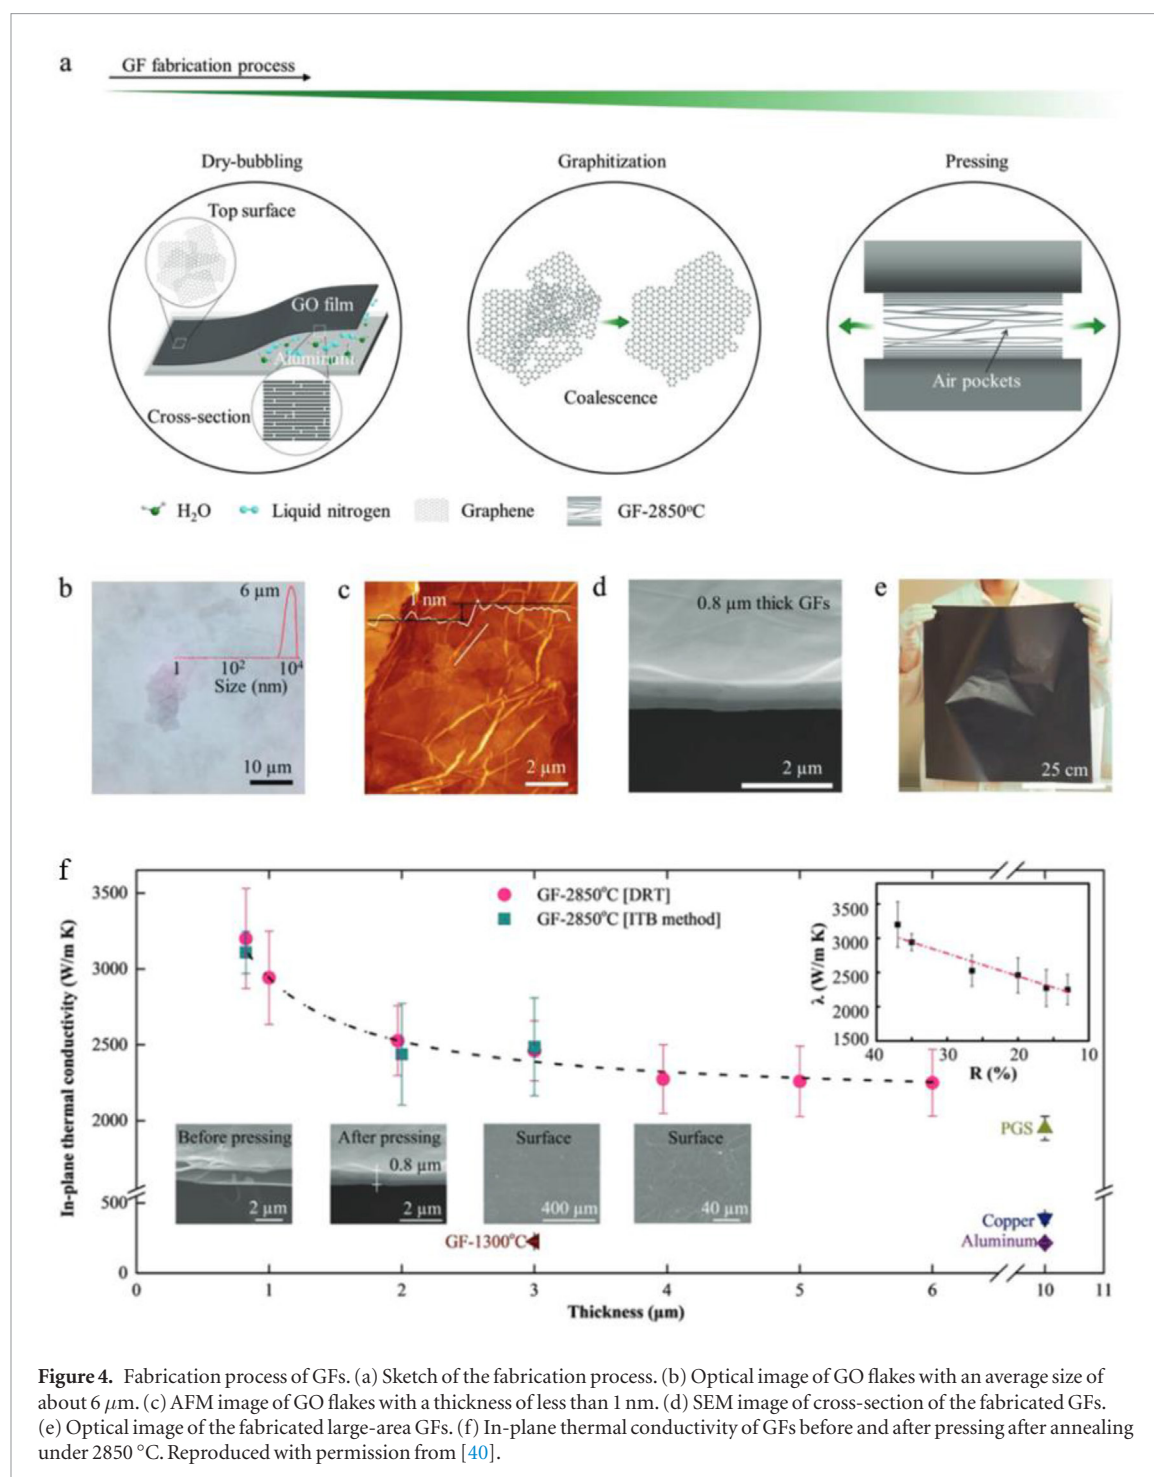 a
GF fabrication process
Dry-bubbling
Graphitization
Pressing
Top surface
GO film
Aluminum
Cross-section
Coalescence
Air pockets
H₂O
Liquid nitrogen
Graphene
GF-2850°C
b
6 µm
1 10² 10⁴
Size (nm)
10 µm
c
1 nm
2 µm
d
0.8 µm thick GFs
2 µm
e
25 cm
f
In-plane thermal conductivity (W/m K)
3500
3000
2500
2000
500
0
GF-2850°C [DRT]
GF-2850°C [ITB method]
λ (W/m K)
3500
3000
2500
2000
1500
40 30 20 10
R (%)
PGS
Copper
Aluminum
GF-1300°C
Before pressing
2 µm
After pressing
0.8 µm
2 µm
Surface
400 µm
Surface
40 µm
0 1 2 3 4 5 6 10 11
Thickness (µm)
Figure 4. Fabrication process of GFs. (a) Sketch of the fabrication process. (b) Optical image of GO flakes with an average size of
about 6 μm. (c) AFM image of GO flakes with a thickness of less than 1 nm. (d) SEM image of cross-section of the fabricated GFs.
(e) Optical image of the fabricated large-area GFs. (f) In-plane thermal conductivity of GFs before and after pressing after annealing
under 2850 °C. Reproduced with permission from [40].